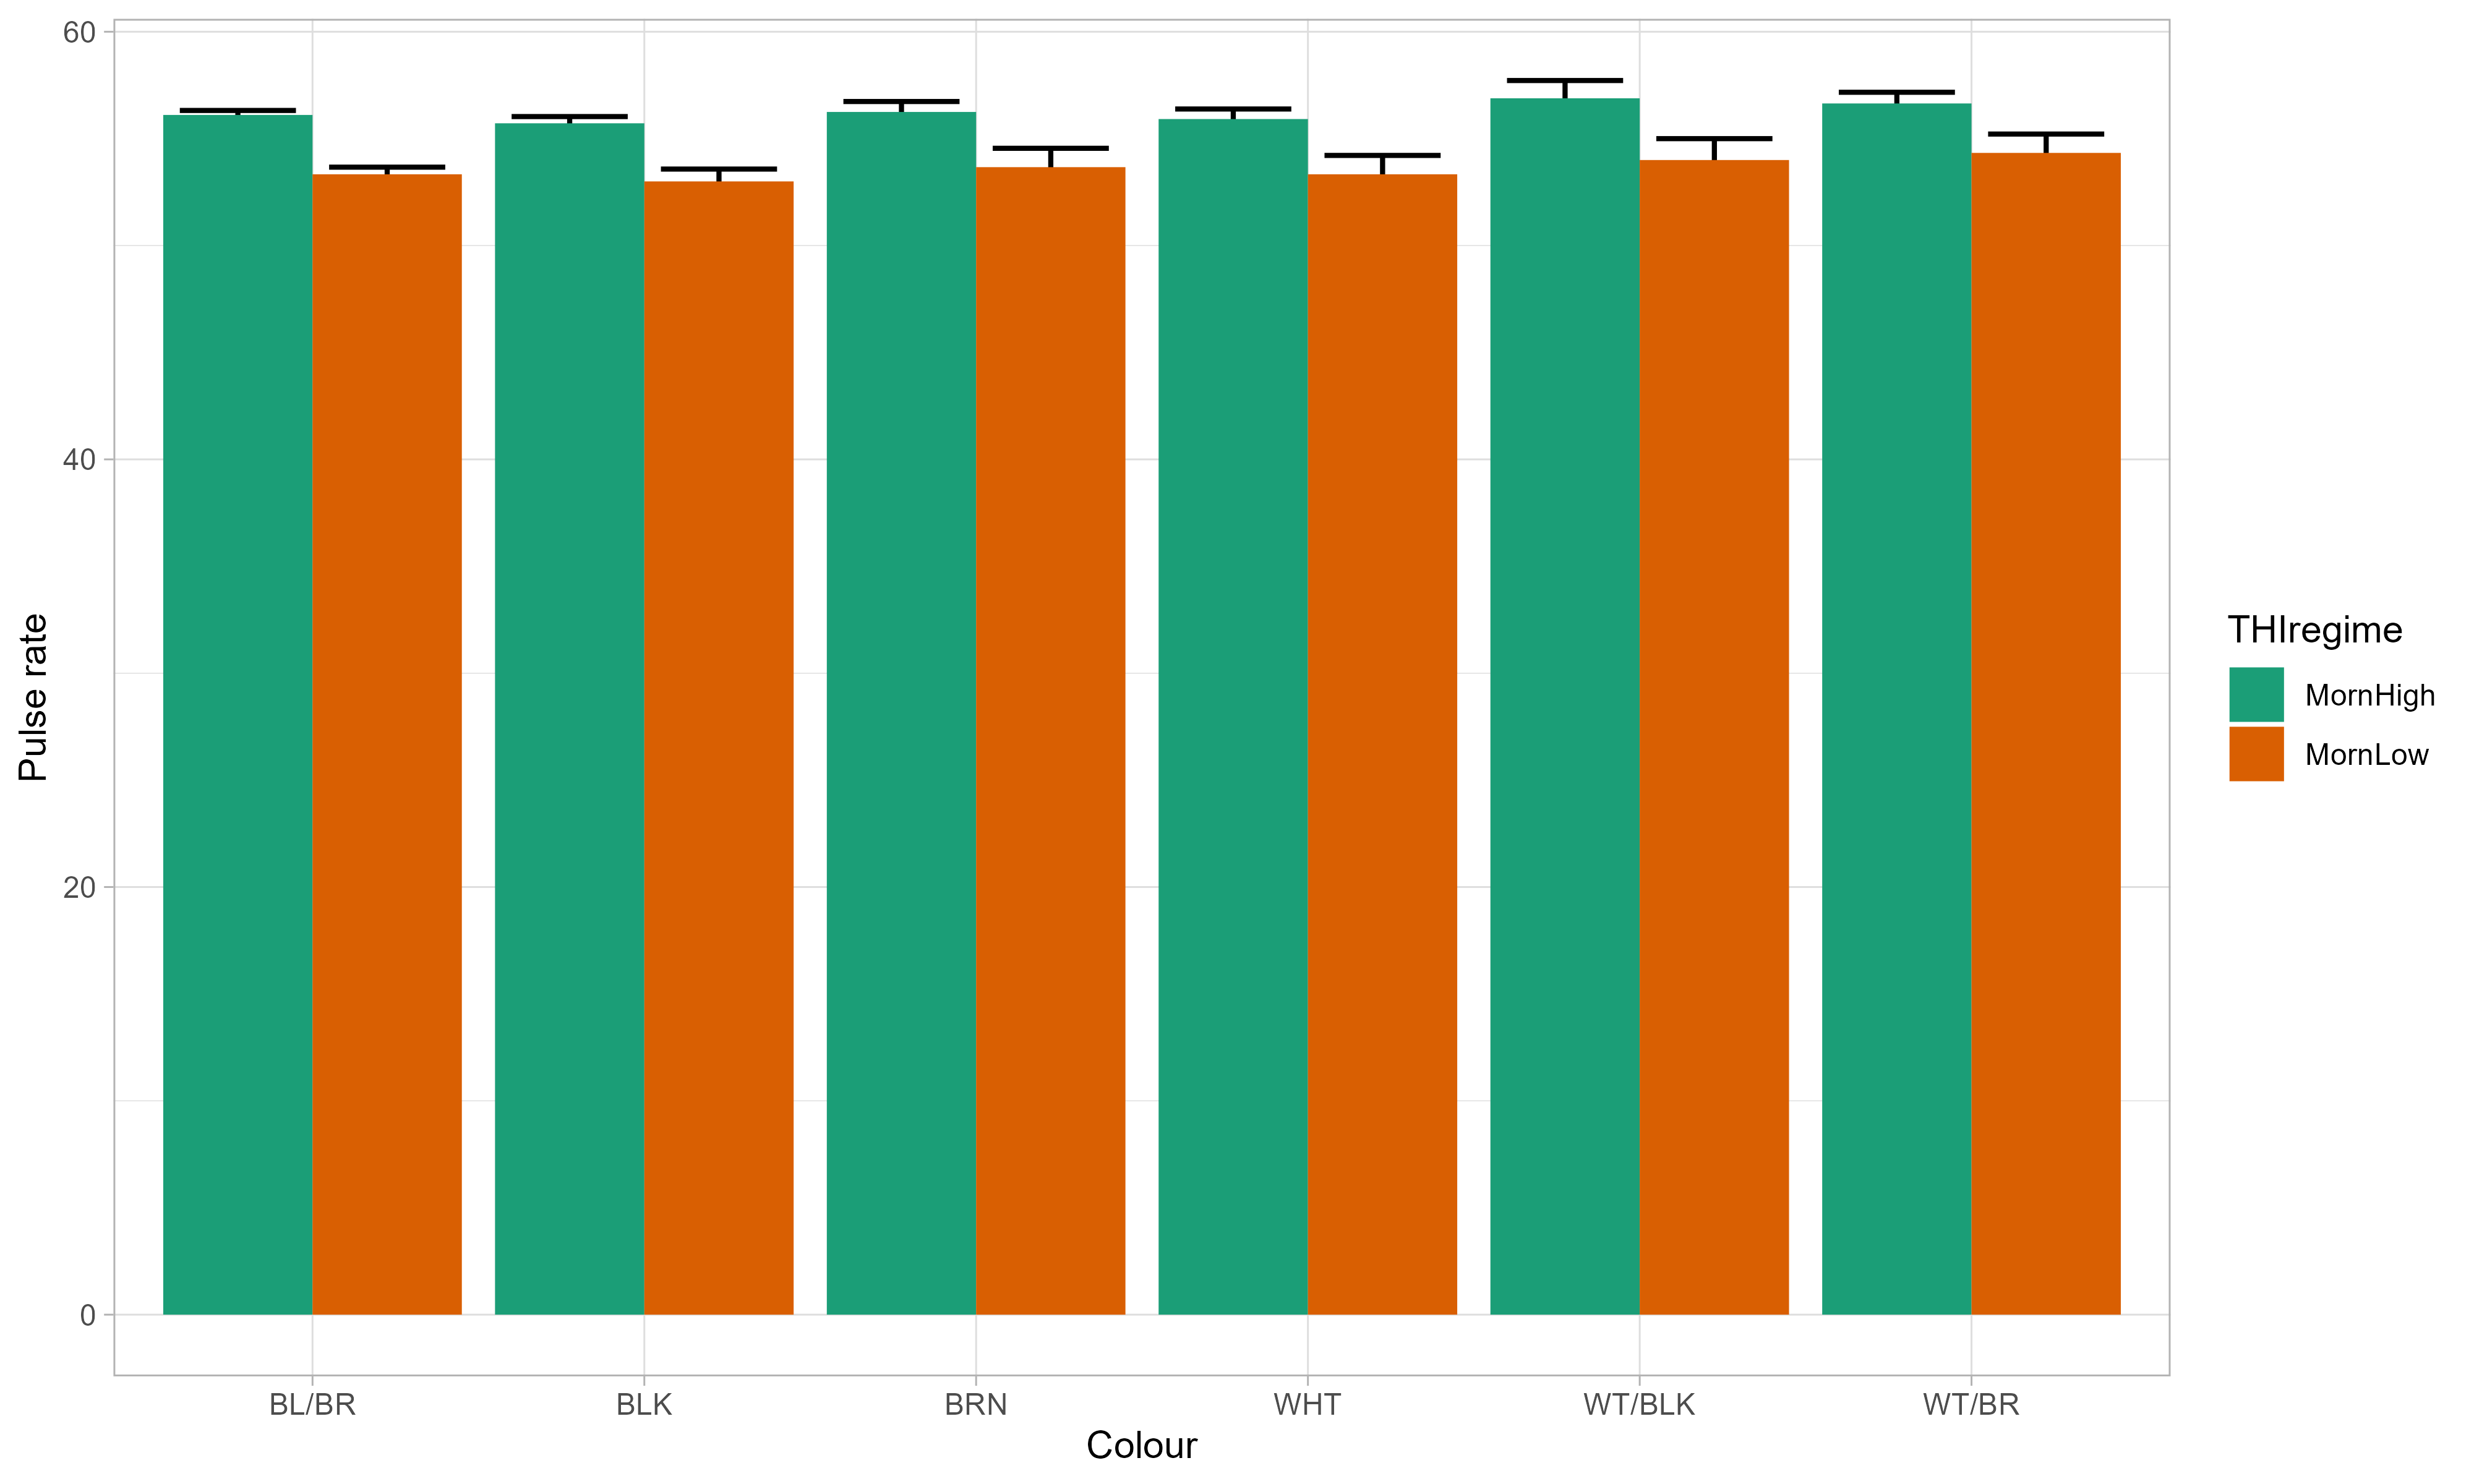 60
40
20
0
Pulse rate
BL/BR BLK BRN WHT WT/BLK WT/BR
Colour
THIregime
MornHigh
MornLow